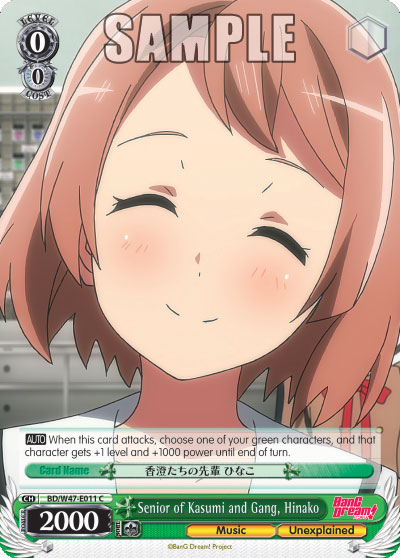 SAMPLE
LEVEL
0
0
COST
AUTO When this card attacks, choose one of your green characters, and that
character gets +1 level and +1000 power until end of turn.
Card Name
香澄たちの先輩 ひなこ
CH BD/W47-E011 C
Senior of Kasumi and Gang, Hinako
BanG Dream!
POWER 2000
Music
Unexplained
©BanG Dream! Project